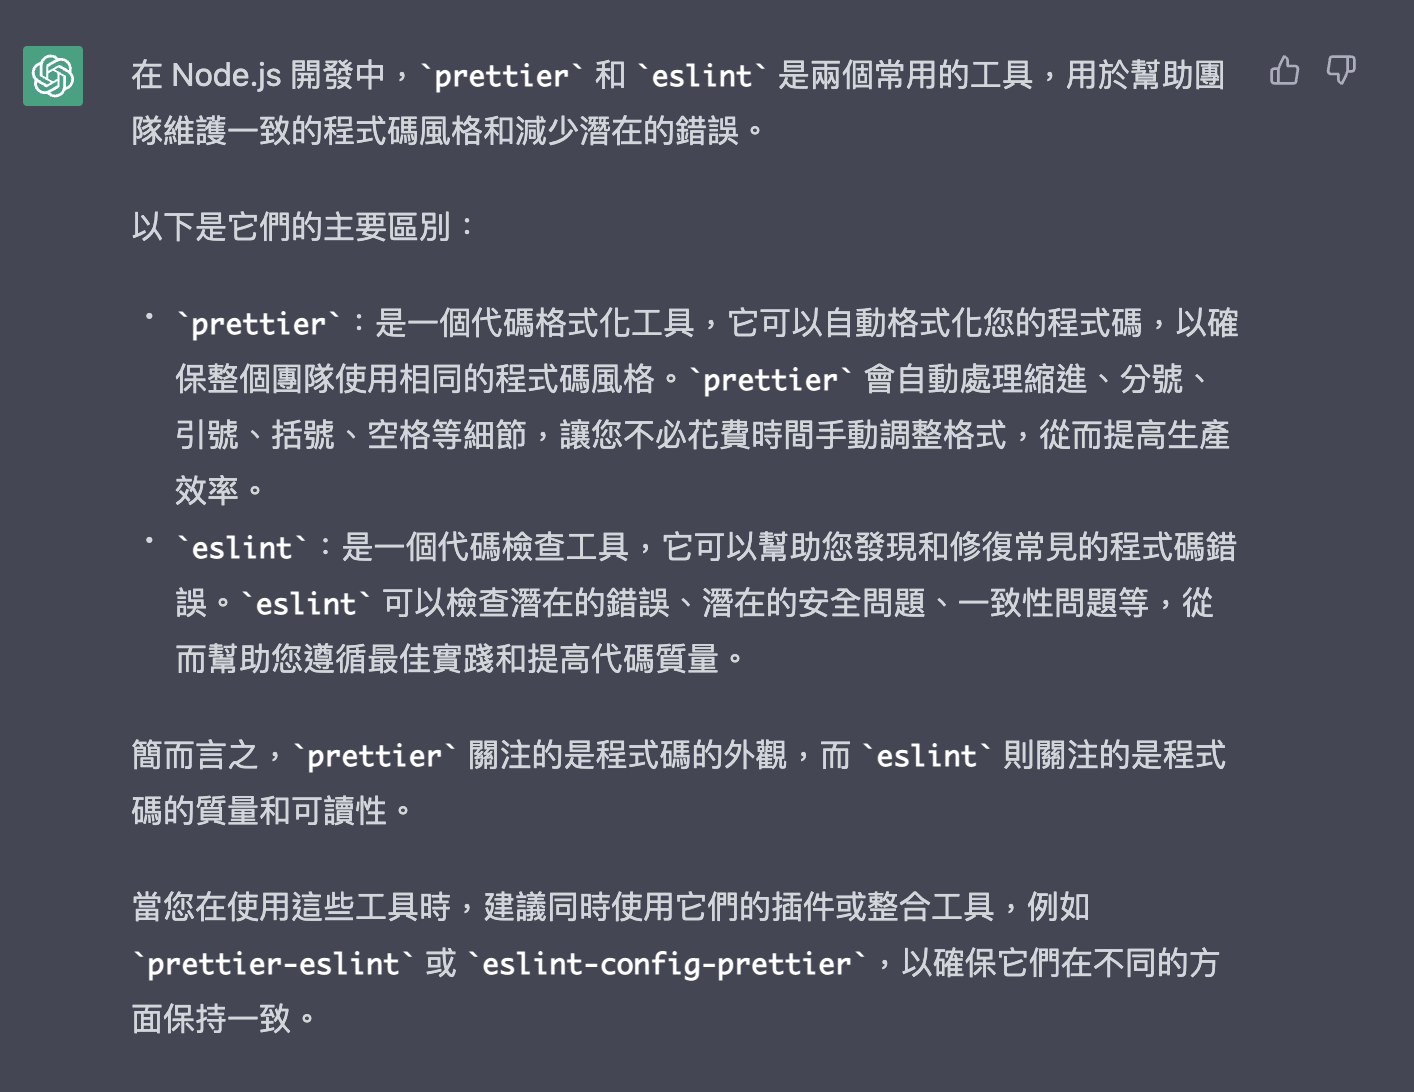 在 Node.js 開發中，`prettier` 和 `eslint` 是兩個常用的工具，用於幫助團
隊維護一致的程式碼風格和減少潛在的錯誤。
以下是它們的主要區別：
• `prettier`：是一個代碼格式化工具，它可以自動格式化您的程式碼，以確
保整個團隊使用相同的程式碼風格。`prettier` 會自動處理縮進、分號、
引號、括號、空格等細節，讓您不必花費時間手動調整格式，從而提高生產
效率。
• `eslint`：是一個代碼檢查工具，它可以幫助您發現和修復常見的程式碼錯
誤。`eslint` 可以檢查潛在的錯誤、潛在的安全問題、一致性問題等，從
而幫助您遵循最佳實踐和提高代碼質量。
簡而言之，`prettier` 關注的是程式碼的外觀，而 `eslint` 則關注的是程式
碼的質量和可讀性。
當您在使用這些工具時，建議同時使用它們的插件或整合工具，例如
`prettier-eslint` 或 `eslint-config-prettier`，以確保它們在不同的方
面保持一致。